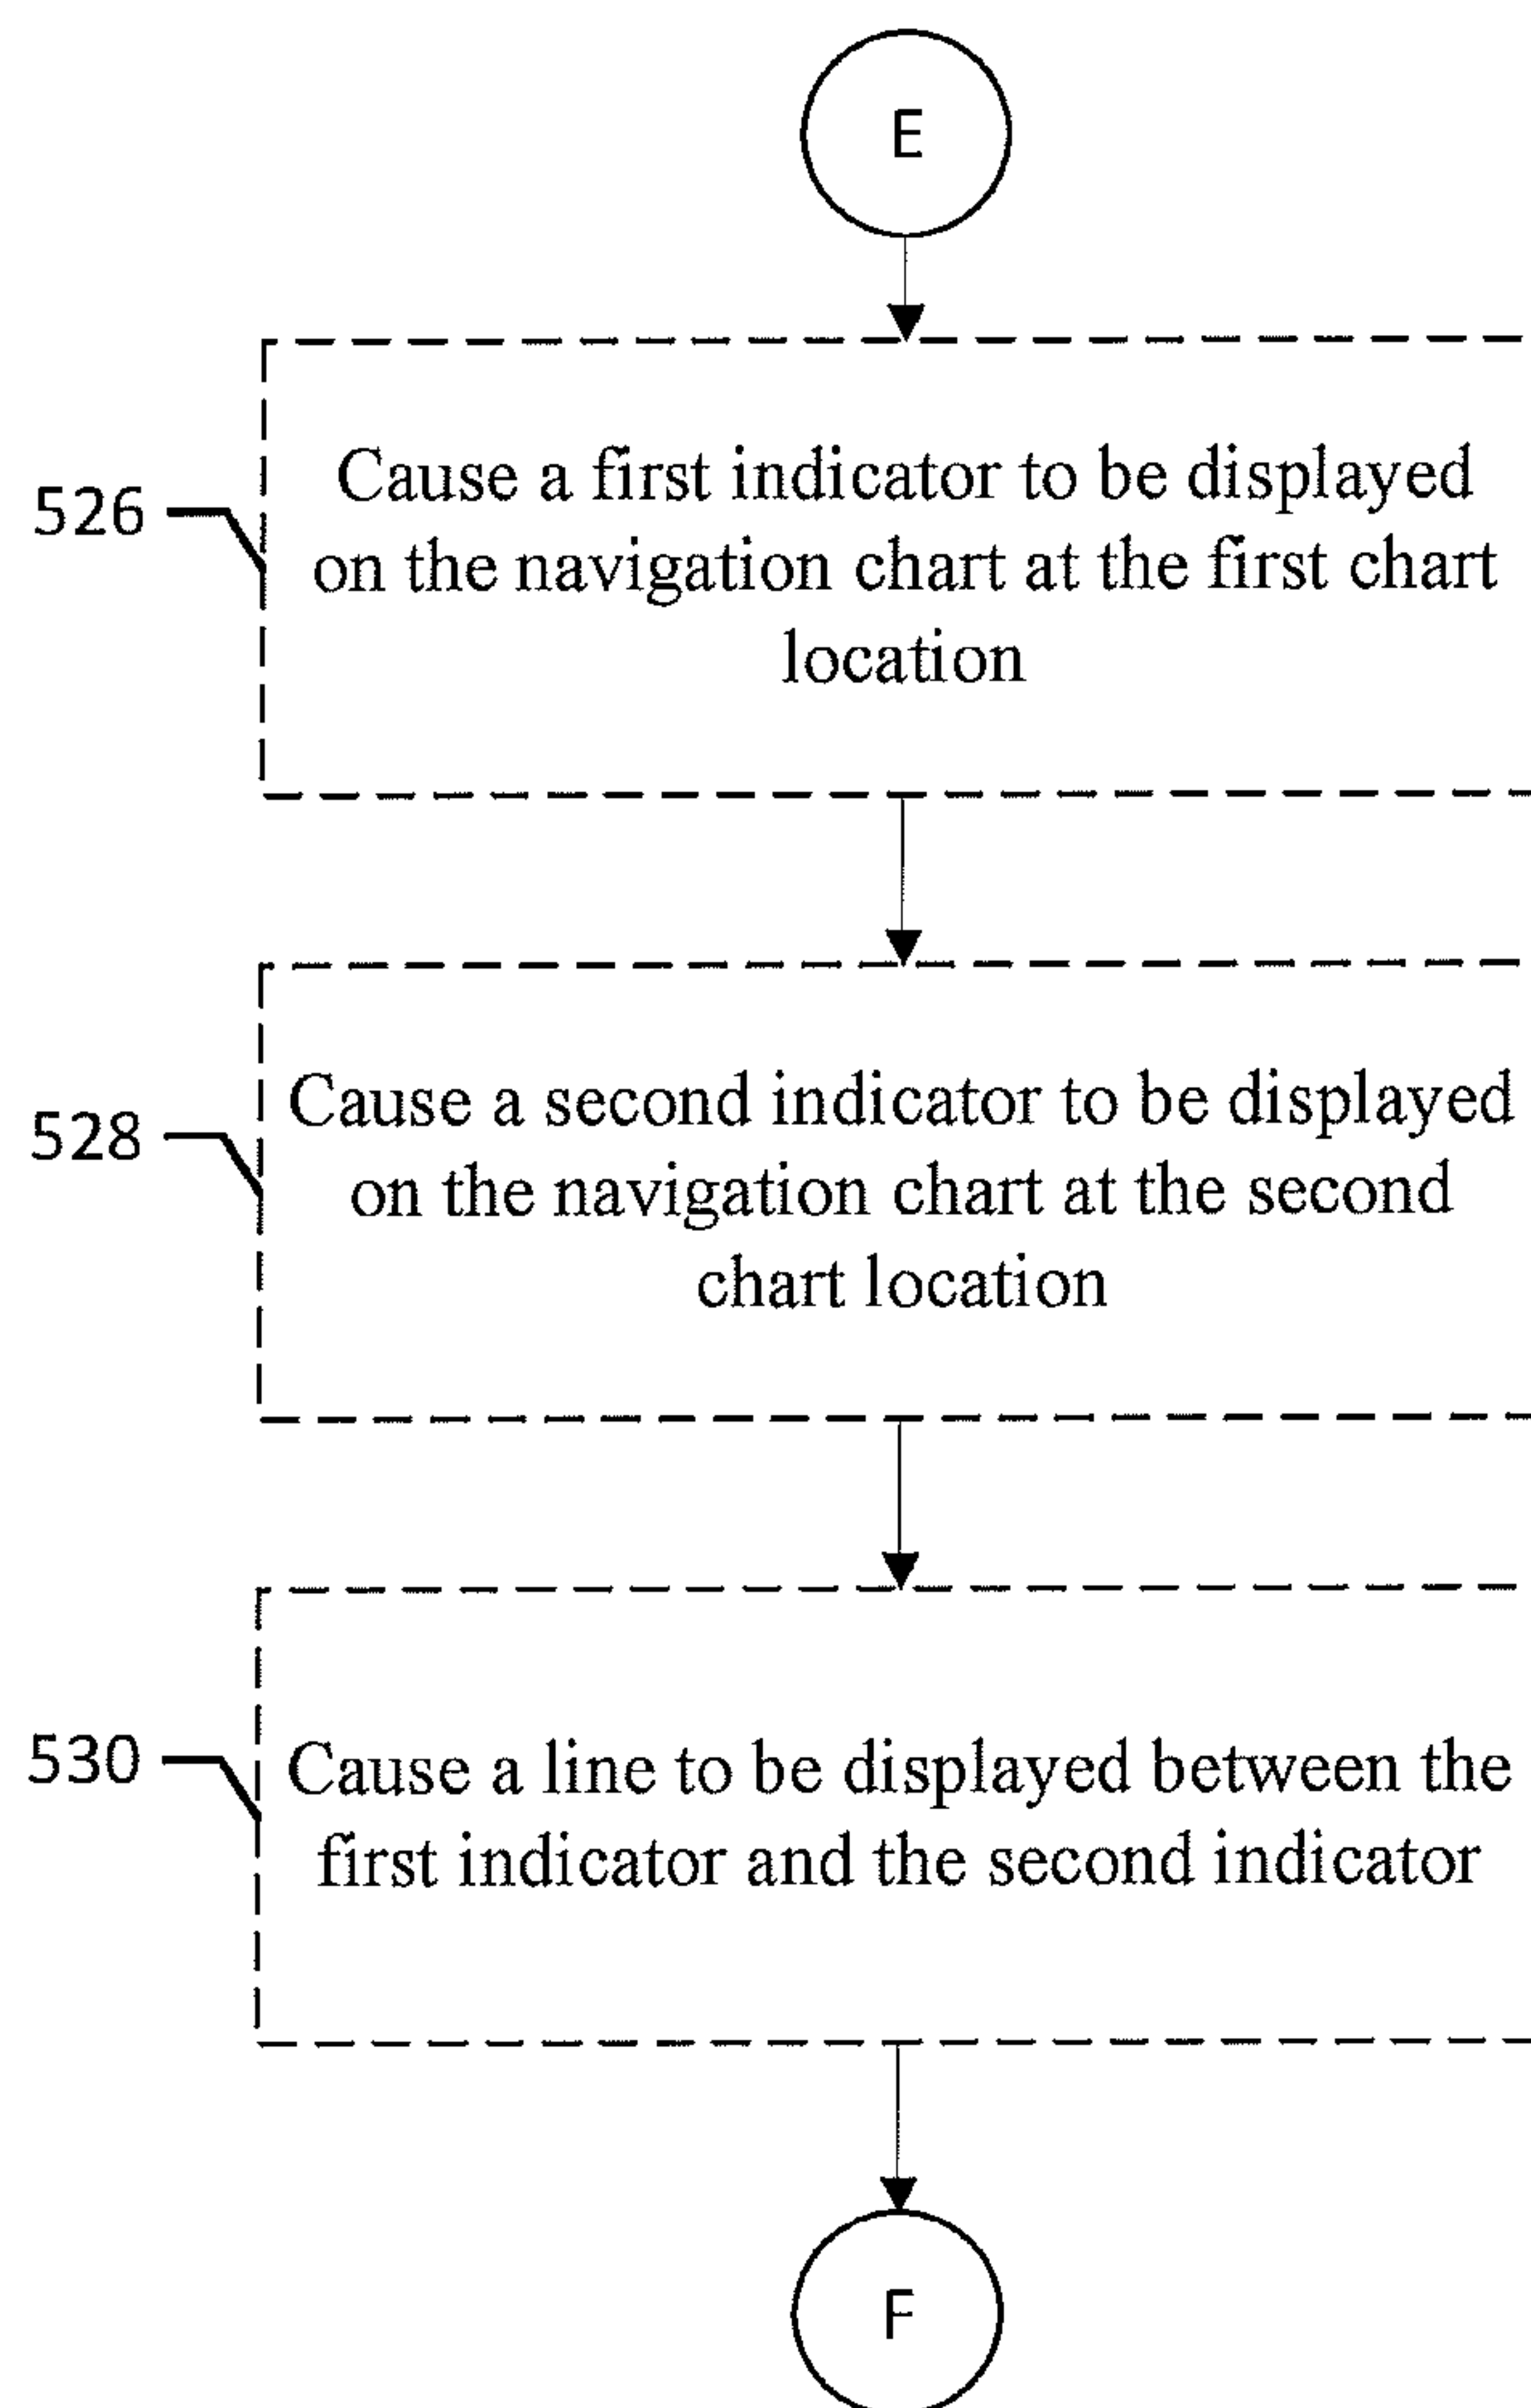 E
526
Cause a first indicator to be displayed
on the navigation chart at the first chart
location
528
Cause a second indicator to be displayed
on the navigation chart at the second
chart location
530
Cause a line to be displayed between the
first indicator and the second indicator
F